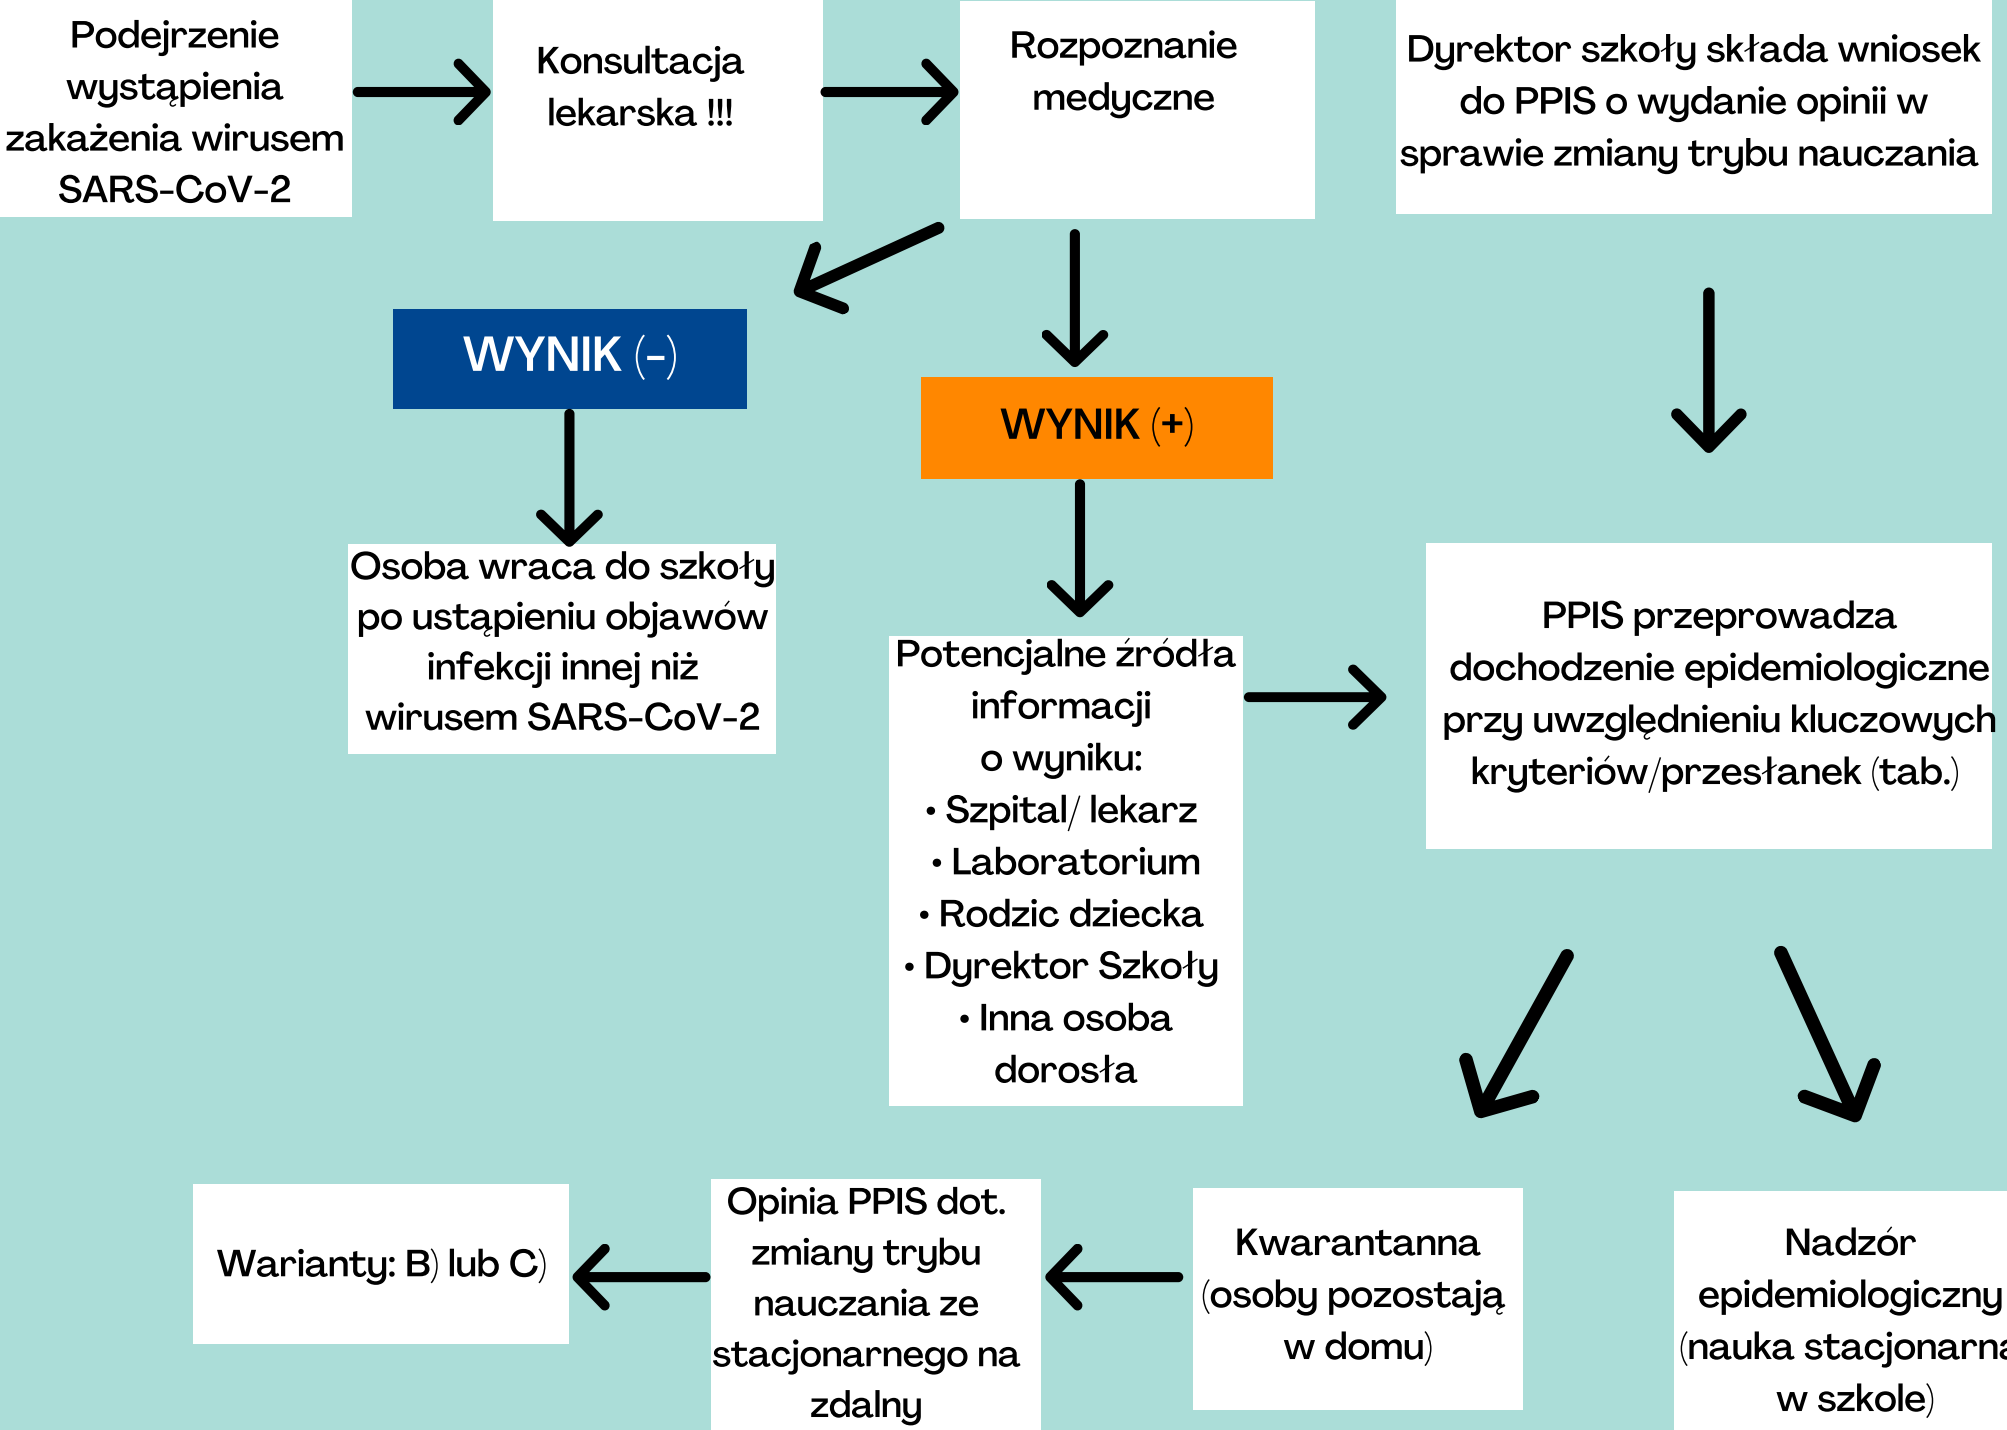 Podejrzenie
wystąpienia
zakażenia wirusem
SARS-CoV-2
Konsultacja
lekarska !!!
Rozpoznanie
medyczne
Dyrektor szkoły składa wniosek
do PPIS o wydanie opinii w
sprawie zmiany trybu nauczania
WYNIK (-)
WYNIK (+)
Osoba wraca do szkoły
po ustąpieniu objawów
infekcji innej niż
wirusem SARS-CoV-2
Potencjalne źródła
informacji
o wyniku:
• Szpital/ lekarz
• Laboratorium
• Rodzic dziecka
• Dyrektor Szkoły
• Inna osoba
dorosła
PPIS przeprowadza
dochodzenie epidemiologiczne
przy uwzględnieniu kluczowych
kryteriów/przesłanek (tab.)
Warianty: B) lub C)
Opinia PPIS dot.
zmiany trybu
nauczania ze
stacjonarnego na
zdalny
Kwarantanna
(osoby pozostają
w domu)
Nadzór
epidemiologiczny
(nauka stacjonarna
w szkole)